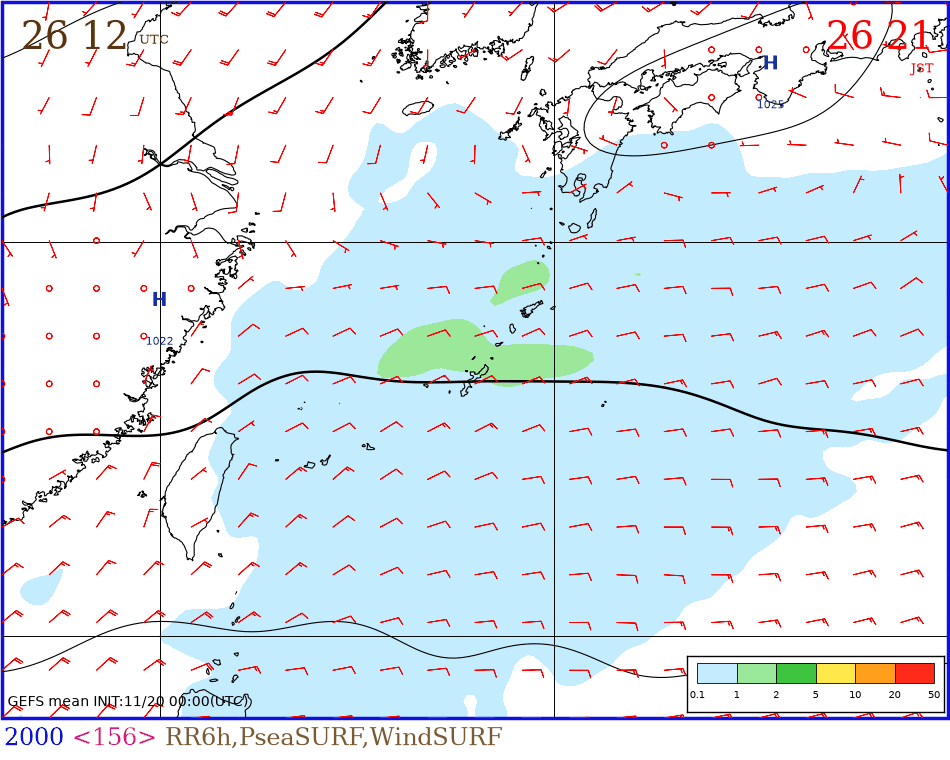 26 12 UTC
26 21
JST
H
1025
H
1022
0.1 1 2 5 10 20 50
GEFS mean INIT:11/20 00:00(UTC)
2000 <156> RR6h,PseaSURF,WindSURF